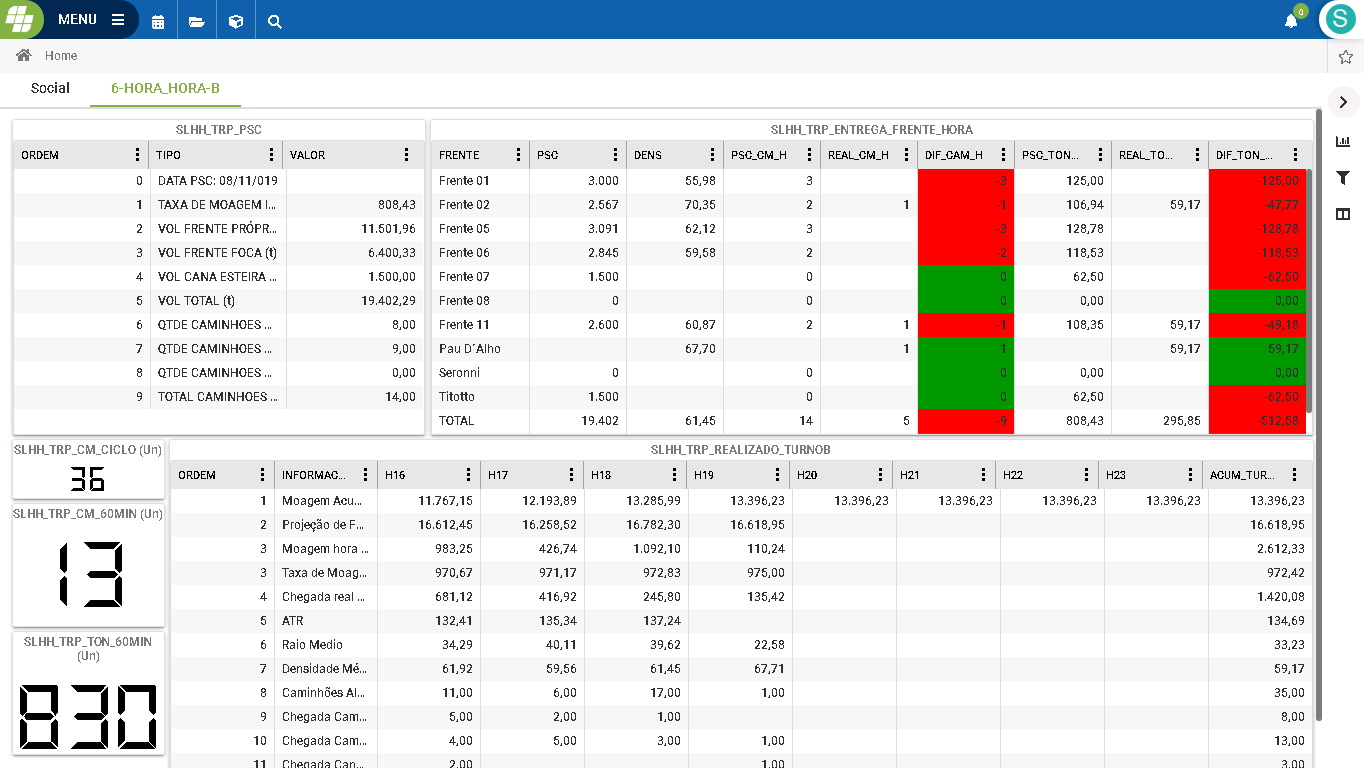 MENU
0
S
Home
Social 6-HORA_HORA-B
SLHH_TRP_PSC
ORDEM TIPO VALOR
0 DATA PSC: 08/11/019
1 TAXA DE MOAGEM I... 808,43
2 VOL FRENTE PRÓPR... 11.501,96
3 VOL FRENTE FOCA (t) 6.400,33
4 VOL CANA ESTEIRA ... 1.500,00
5 VOL TOTAL (t) 19.402,29
6 QTDE CAMINHOES ... 8,00
7 QTDE CAMINHOES ... 9,00
8 QTDE CAMINHOES ... 0,00
9 TOTAL CAMINHOES ... 14,00
SLHH_TRP_ENTREGA_FRENTE_HORA
FRENTE PSC DENS PSC_CM_H REAL_CM_H DIF_CAM_H PSC_TON... REAL_TO... DIF_TON_...
Frente 01 3.000 55,98 3 -3 125,00 -125,00
Frente 02 2.567 70,35 2 1 -1 106,94 59,17 -47,77
Frente 05 3.091 62,12 3 -3 128,78 -128,78
Frente 06 2.845 59,58 2 -2 118,53 -118,53
Frente 07 1.500 0 0 62,50 -62,50
Frente 08 0 0 0 0,00 0,00
Frente 11 2.600 60,87 2 1 -1 108,35 59,17 -49,18
Pau D´Alho 67,70 1 1 59,17 59,17
Seronni 0 0 0 0,00 0,00
Titotto 1.500 0 0 62,50 -62,50
TOTAL 19.402 61,45 14 5 -9 808,43 295,85 -512,58
SLHH_TRP_CM_CICLO (Un)
36
SLHH_TRP_CM_60MIN (Un)
13
SLHH_TRP_TON_60MIN
(Un)
830
SLHH_TRP_REALIZADO_TURNOB
ORDEM INFORMAC... H16 H17 H18 H19 H20 H21 H22 H23 ACUM_TUR...
1 Moagem Acu... 11.767,15 12.193,89 13.285,99 13.396,23 13.396,23 13.396,23 13.396,23 13.396,23 13.396,23
2 Projeção de F... 16.612,45 16.258,52 16.782,30 16.618,95 16.618,95
3 Moagem hora ... 983,25 426,74 1.092,10 110,24 2.612,33
3 Taxa de Moag... 970,67 971,17 972,83 975,00 972,42
4 Chegada real ... 681,12 416,92 245,80 135,42 1.420,08
5 ATR 132,41 135,34 137,24 134,69
6 Raio Medio 34,29 40,11 39,62 22,58 33,23
7 Densidade Mé... 61,92 59,56 61,45 67,71 59,17
8 Caminhões Al... 11,00 6,00 17,00 1,00 35,00
9 Chegada Cam... 5,00 2,00 1,00 8,00
10 Chegada Cam... 4,00 5,00 3,00 1,00 13,00
11 Chegada Can... 2,00 1,00 3,00